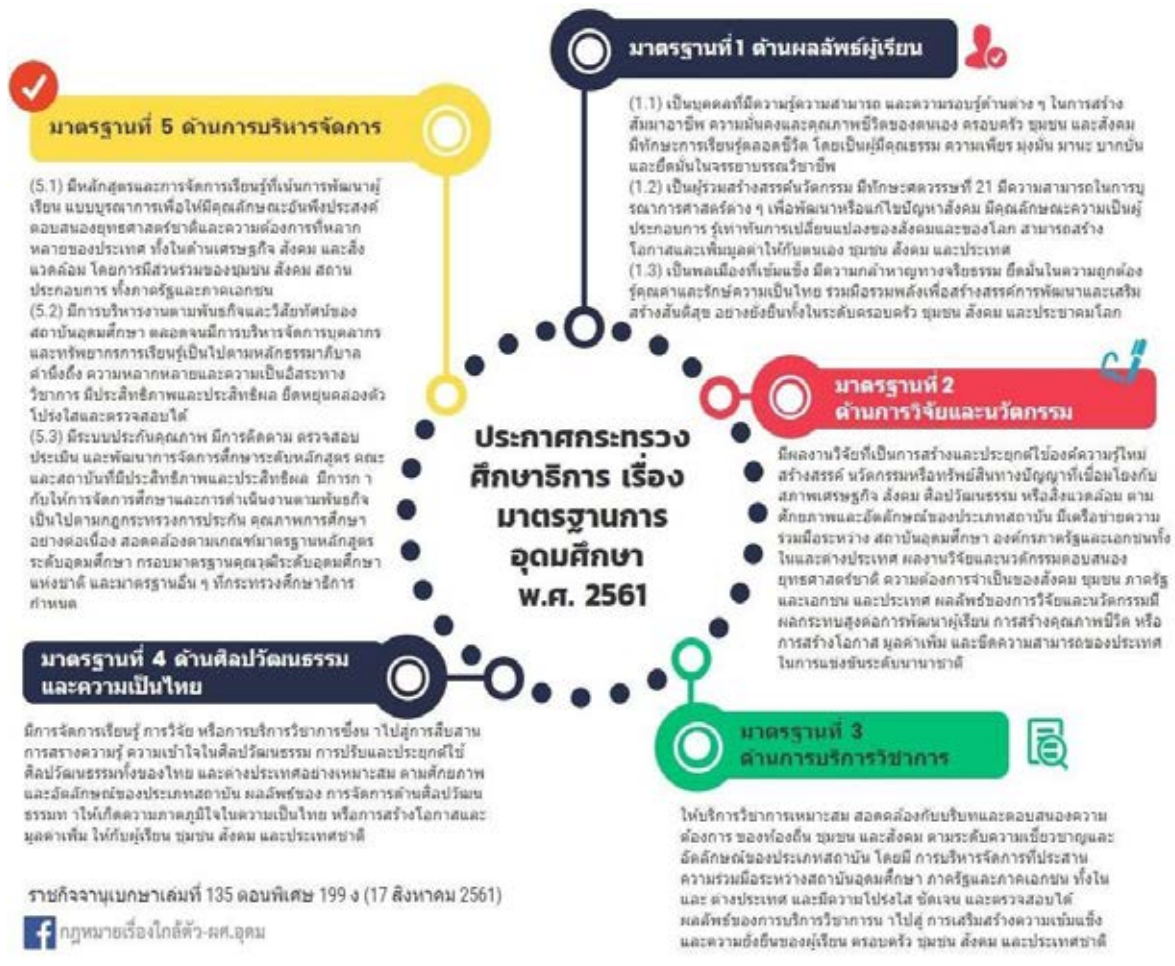 ประกาศกระทรวง
ศึกษาธิการ เรื่อง
มาตรฐานการ
อุดมศึกษา
พ.ศ. 2561
มาตรฐานที่ 1 ด้านผลลัพธ์ผู้เรียน
(1.1) เป็นบุคคลที่มีความรู้ความสามารถ และความรอบรู้ด้านต่าง ๆ ในการสร้าง
สัมมาอาชีพ ความมั่นคงและคุณภาพชีวิตของตนเอง ครอบครัว ชุมชน และสังคม
มีทักษะการเรียนรู้ตลอดชีวิต โดยเป็นผู้มีคุณธรรม ความเพียร มุ่งมั่น มานะ บากบั่น
และยึดมั่นในจรรยาบรรณวิชาชีพ
(1.2) เป็นผู้ร่วมสร้างสรรค์นวัตกรรม มีทักษะศตวรรษที่ 21 มีความสามารถในการบู
รณาการศาสตร์ต่าง ๆ เพื่อพัฒนาหรือแก้ไขปัญหาสังคม มีคุณลักษณะความเป็นผู้
ประกอบการ รู้เท่าทันการเปลี่ยนแปลงของสังคมและของโลก สามารถสร้าง
โอกาสและเพิ่มมูลค่าให้กับตนเอง ชุมชน สังคม และประเทศ
(1.3) เป็นพลเมืองที่เข้มแข็ง มีความกล้าหาญทางจริยธรรม ยึดมั่นในความถูกต้อง
รู้คุณค่าและรักษ์ความเป็นไทย ร่วมมือรวมพลังเพื่อสร้างสรรค์การพัฒนาและเสริม
สร้างสันติสุข อย่างยั่งยืนทั้งในระดับครอบครัว ชุมชน สังคม และประชาคมโลก
มาตรฐานที่ 2
ด้านการวิจัยและนวัตกรรม
มีผลงานวิจัยที่เป็นการสร้างและประยุกต์ใช้องค์ความรู้ใหม่
สร้างสรรค์ นวัตกรรมหรือทรัพย์สินทางปัญญาที่เชื่อมโยงกับ
สภาพเศรษฐกิจ สังคม ศิลปวัฒนธรรม หรือสิ่งแวดล้อม ตาม
ศักยภาพและอัตลักษณ์ของประเภทสถาบัน มีเครือข่ายความ
ร่วมมือระหว่าง สถาบันอุดมศึกษา องค์กรภาครัฐและเอกชนทั้ง
ในและต่างประเทศ ผลงานวิจัยและนวัตกรรมตอบสนอง
ยุทธศาสตร์ชาติ ความต้องการจำเป็นของสังคม ชุมชน ภาครัฐ
และเอกชน และประเทศ ผลลัพธ์ของการวิจัยและนวัตกรรมมี
ผลกระทบสูงต่อการพัฒนาผู้เรียน การสร้างคุณภาพชีวิต หรือ
การสร้างโอกาส มูลค่าเพิ่ม และขีดความสามารถของประเทศ
ในการแข่งขันระดับนานาชาติ
มาตรฐานที่ 3
ด้านการบริการวิชาการ
ให้บริการวิชาการเหมาะสม สอดคล้องกับบริบทและตอบสนองความ
ต้องการ ของท้องถิ่น ชุมชน และสังคม ตามระดับความเชี่ยวชาญและ
อัตลักษณ์ของประเภทสถาบัน โดยมี การบริหารจัดการที่ประสาน
ความร่วมมือระหว่างสถาบันอุดมศึกษา ภาครัฐและภาคเอกชน ทั้งใน
และ ต่างประเทศ และมีความโปร่งใส ชัดเจน และตรวจสอบได้
ผลลัพธ์ของการบริการวิชาการน าไปสู่ การเสริมสร้างความเข้มแข็ง
และความยั่งยืนของผู้เรียน ครอบครัว ชุมชน สังคม และประเทศชาติ
มาตรฐานที่ 4 ด้านศิลปวัฒนธรรม
และความเป็นไทย
มีการจัดการเรียนรู้ การวิจัย หรือการบริการวิชาการซึ่งน าไปสู่การสืบสาน
การสรางความรู้ ความเข้าใจในศิลปวัฒนธรรม การปรับและประยุกต์ใช้
ศิลปวัฒนธรรมทั้งของไทย และต่างประเทศอย่างเหมาะสม ตามศักยภาพ
และอัตลักษณ์ของประเภทสถาบัน ผลลัพธ์ของ การจัดการด้านศิลปวัฒน
ธรรมท าให้เกิดความภาคภูมิใจในความเป็นไทย หรือการสร้างโอกาสและ
มูลค่าเพิ่ม ให้กับผู้เรียน ชุมชน สังคม และประเทศชาติ
มาตรฐานที่ 5 ด้านการบริหารจัดการ
(5.1) มีหลักสูตรและการจัดการเรียนรู้ที่เน้นการพัฒนาผู้
เรียน แบบบูรณาการเพื่อให้มีคุณลักษณะอันพึงประสงค์
ตอบสนองยุทธศาสตร์ชาติและความต้องการที่หลาก
หลายของประเทศ ทั้งในด้านเศรษฐกิจ สังคม และสิ่ง
แวดล้อม โดยการมีส่วนร่วมของชุมชน สังคม สถาน
ประกอบการ ทั้งภาครัฐและภาคเอกชน
(5.2) มีการบริหารงานตามพันธกิจและวิสัยทัศน์ของ
สถาบันอุดมศึกษา ตลอดจนมีการบริหารจัดการบุคลากร
และทรัพยากรการเรียนรู้เป็นไปตามหลักธรรมาภิบาล
คำนึงถึง ความหลากหลายและความเป็นอิสระทาง
วิชาการ มีประสิทธิภาพและประสิทธิผล ยืดหยุ่นคล่องตัว
โปร่งใสและตรวจสอบได้
(5.3) มีระบบประกันคุณภาพ มีการติดตาม ตรวจสอบ
ประเมิน และพัฒนาการจัดการศึกษาระดับหลักสูตร คณะ
และสถาบันที่มีประสิทธิภาพและประสิทธิผล มีการก า
กับให้การจัดการศึกษาและการดำเนินงานตามพันธกิจ
เป็นไปตามกฎกระทรวงการประกัน คุณภาพการศึกษา
อย่างต่อเนื่อง สอดคล้องตามเกณฑ์มาตรฐานหลักสูตร
ระดับอุดมศึกษา กรอบมาตรฐานคุณวุฒิระดับอุดมศึกษา
แห่งชาติ และมาตรฐานอื่น ๆ ที่กระทรวงศึกษาธิการ
กำหนด
ราชกิจจานุเบกษาเล่มที่ 135 ตอนพิเศษ 199 ง (17 สิงหาคม 2561)
กฎหมายเรื่องใกล้ตัว-ผศ.อุดม